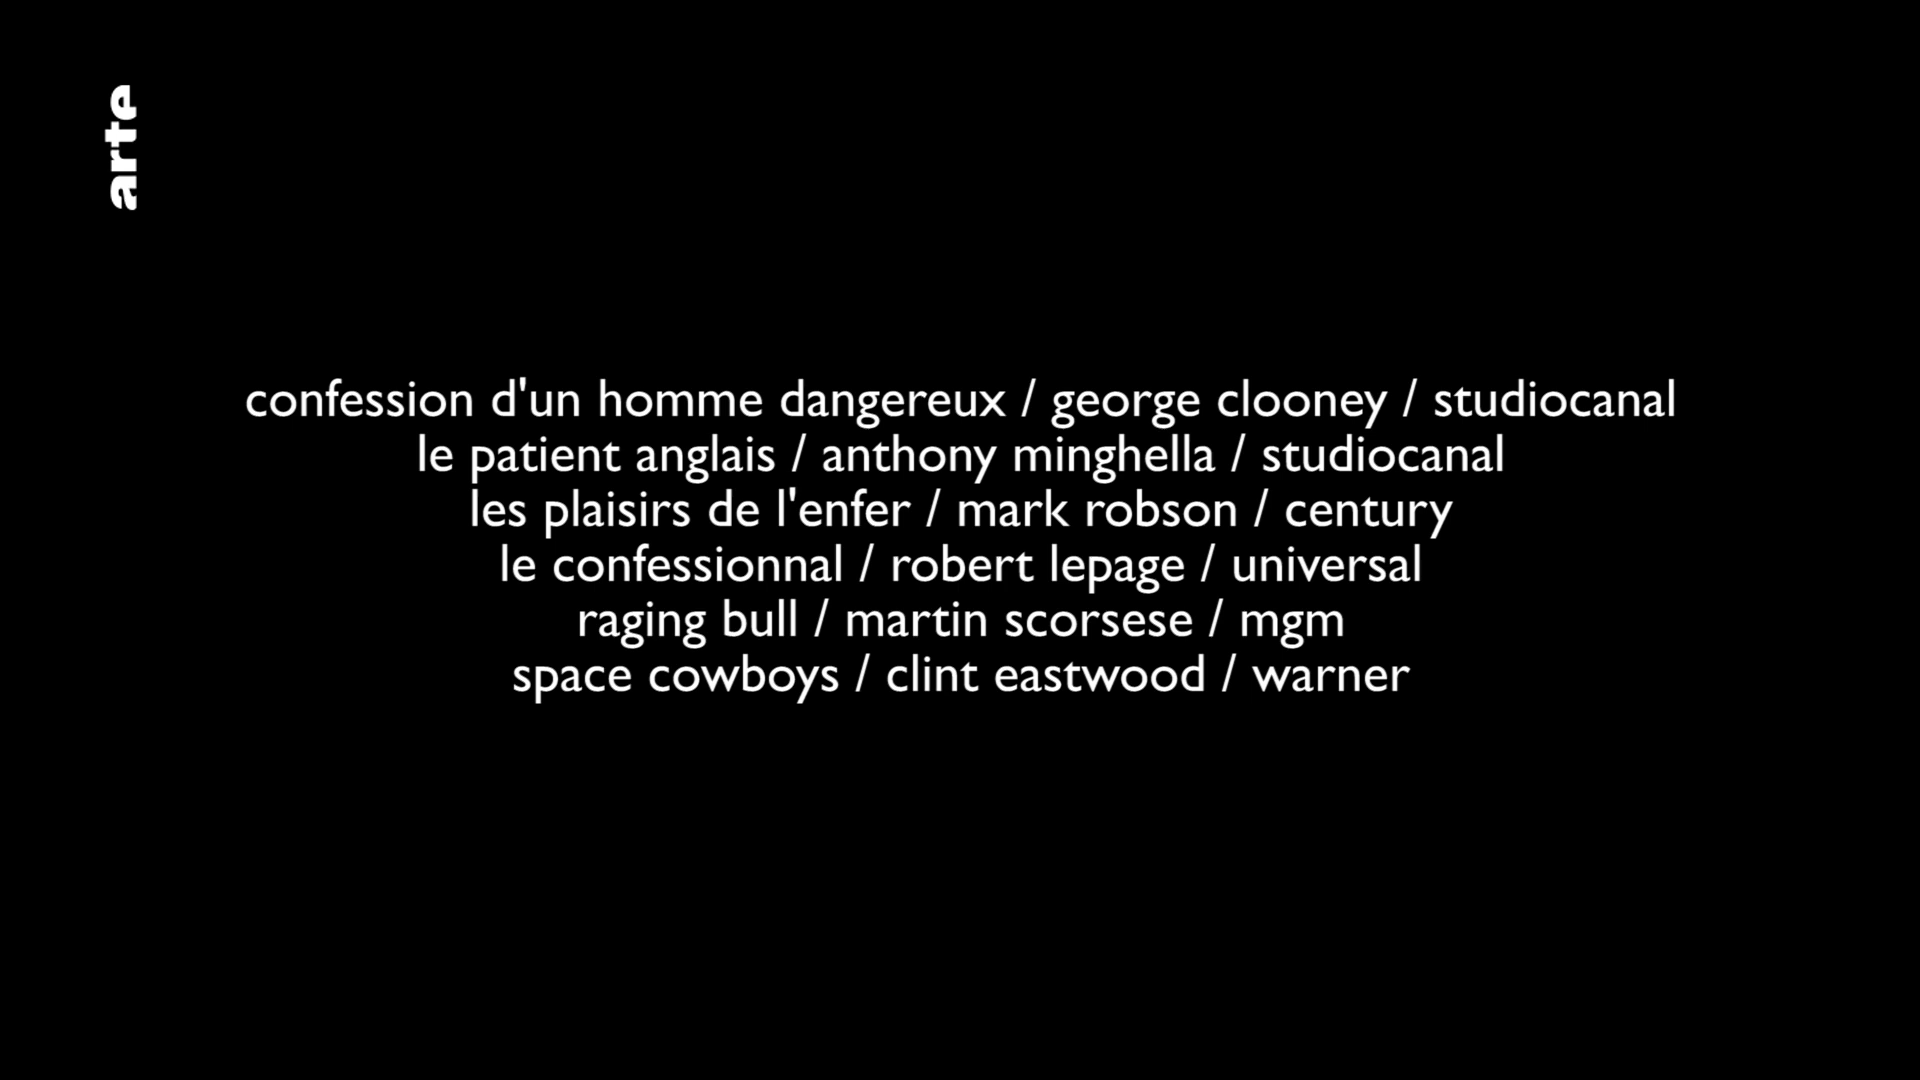 arte
confession d'un homme dangereux / george clooney / studiocanal
le patient anglais / anthony minghella / studiocanal
les plaisirs de l'enfer / mark robson / century
le confessionnal / robert lepage / universal
raging bull / martin scorsese / mgm
space cowboys / clint eastwood / warner